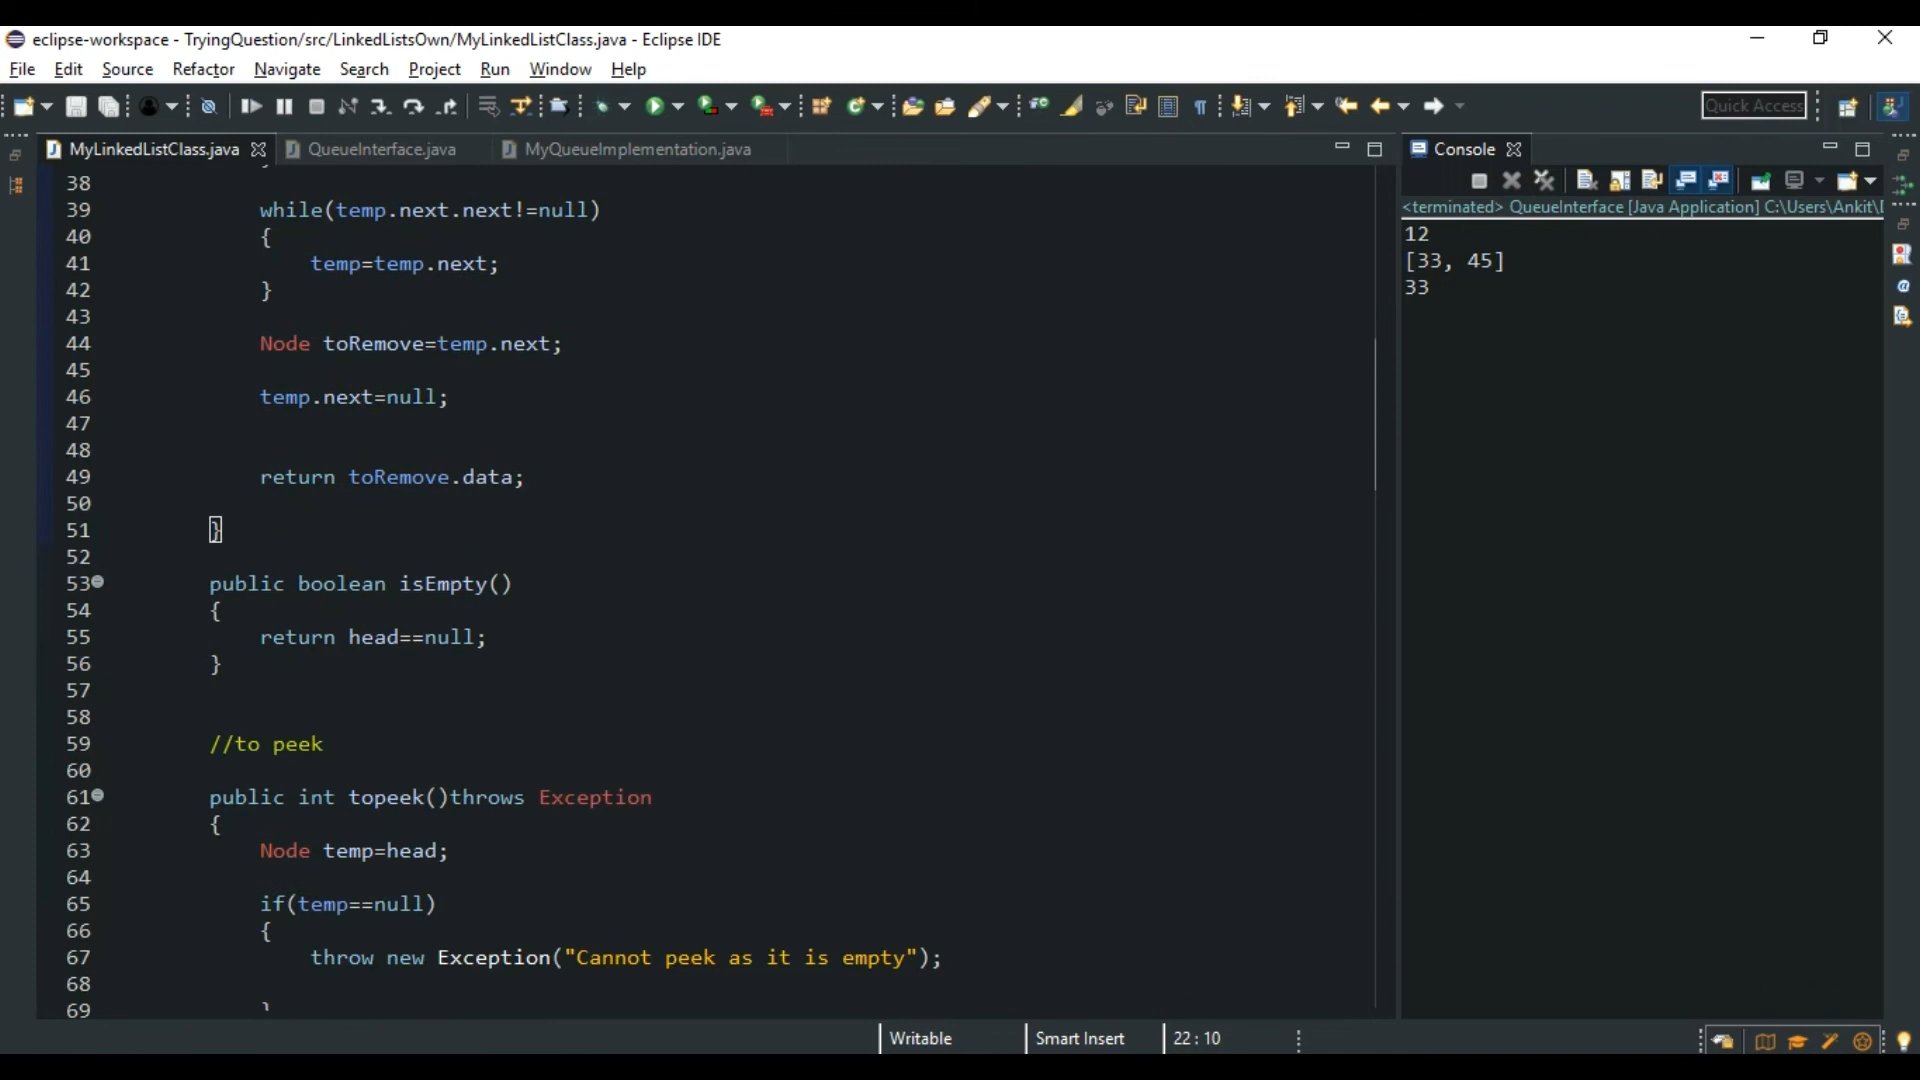 eclipse-workspace - TryingQuestion/src/LinkedListsOwn/MyLinkedListClass.java - Eclipse IDE
File Edit Source Refactor Navigate Search Project Run Window Help
Quick Access
MyLinkedListClass.java QueueInterface.java MyQueueImplementation.java
38
39 while(temp.next.next!=null)
40 {
41 temp=temp.next;
42 }
43
44 Node toRemove=temp.next;
45
46 temp.next=null;
47
48
49 return toRemove.data;
50
51 }
52
53 public boolean isEmpty()
54 {
55 return head==null;
56 }
57
58
59 //to peek
60
61 public int topeek()throws Exception
62 {
63 Node temp=head;
64
65 if(temp==null)
66 {
67 throw new Exception("Cannot peek as it is empty");
68
69 }
Console
<terminated> QueueInterface [Java Application] C:\Users\Ankit\
12
[33, 45]
33
Writable Smart Insert 22 : 10